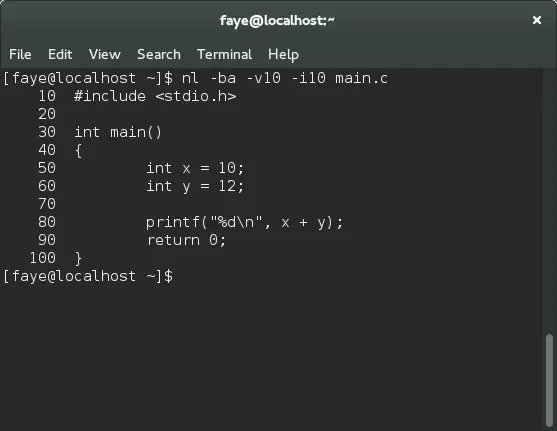 faye@localhost:~
File Edit View Search Terminal Help
[faye@localhost ~]$ nl -ba -v10 -i10 main.c
    10  #include <stdio.h>
    20
    30  int main()
    40  {
    50          int x = 10;
    60          int y = 12;
    70
    80          printf("%d\n", x + y);
    90          return 0;
   100  }
[faye@localhost ~]$